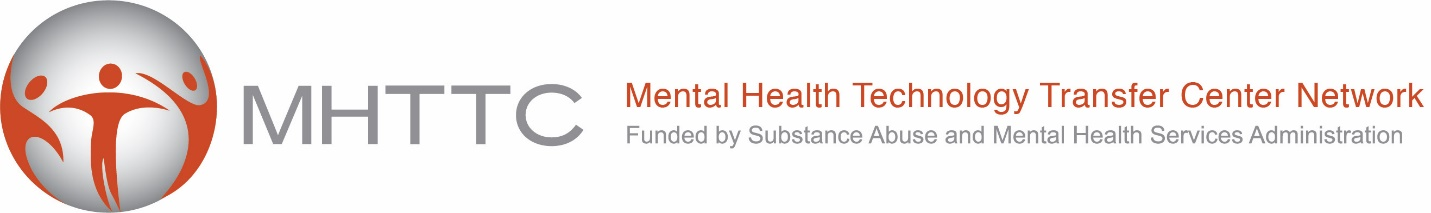 MHTTC
Mental Health Technology Transfer Center Network
Funded by Substance Abuse and Mental Health Services Administration